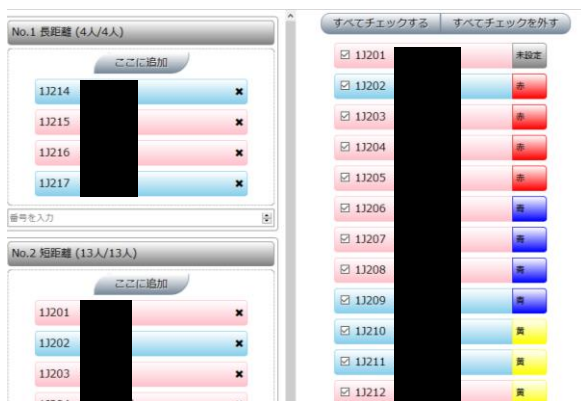 No.1 長距離 (4人/4人)
ここに追加
1J214 ✖
1J215 ✖
1J216 ✖
1J217 ✖
番号を入力
No.2 短距離 (13人/13人)
ここに追加
1J201 ✖
1J202 ✖
1J203 ✖
すべてチェックする すべてチェックを外す
1J201 未設定
1J202 赤
1J203 赤
1J204 赤
1J205 赤
1J206 青
1J207 青
1J208 青
1J209 青
1J210 黄
1J211 黄
1J212 黄